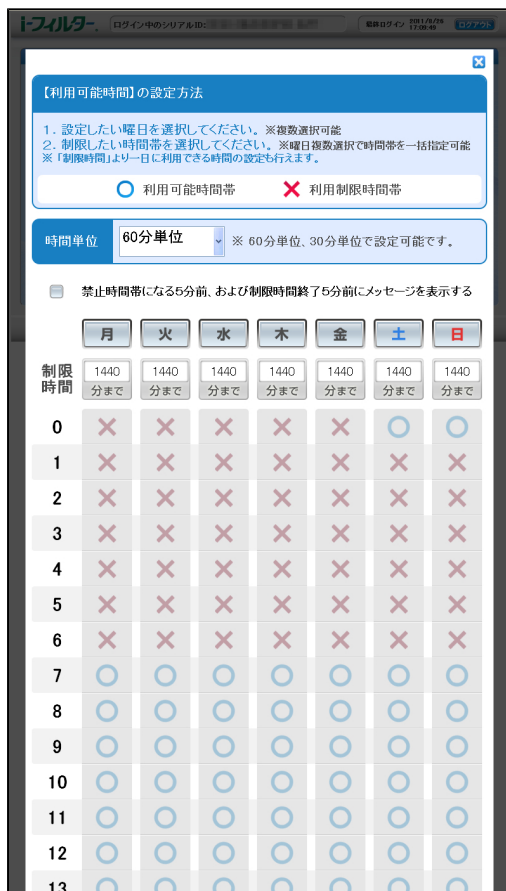 i-フィルター
ログイン中のシリアルID:
最終ログイン 2011/8/29 17:09:48
ログアウト
【利用可能時間】の設定方法
1. 設定したい曜日を選択してください。 ※複数選択可能
2. 制限したい時間帯を選択してください。 ※曜日複数選択で時間帯を一括指定可能
※「制限時間」より一日に利用できる時間の設定も行えます。
利用可能時間帯 利用制限時間帯
時間単位 60分単位 ※ 60分単位、30分単位で設定可能です。
禁止時間帯になる5分前、および制限時間終了5分前にメッセージを表示する
月 火 水 木 金 土 日
制限時間 1440 1440 1440 1440 1440 1440 1440
分まで 分まで 分まで 分まで 分まで 分まで 分まで
0
1
2
3
4
5
6
7
8
9
10
11
12
13